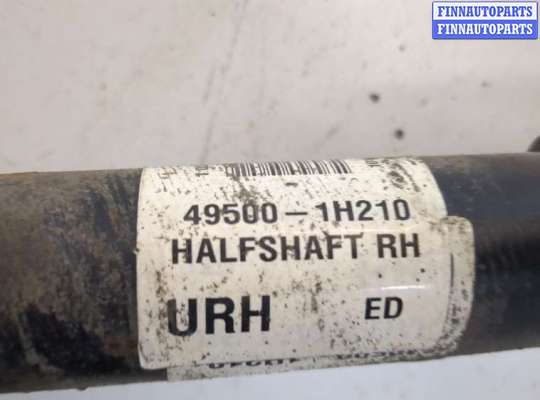 FINNAUTOPARTS
FINNAUTOPARTS
49500-1H210
HALFSHAFT RH
URH ED